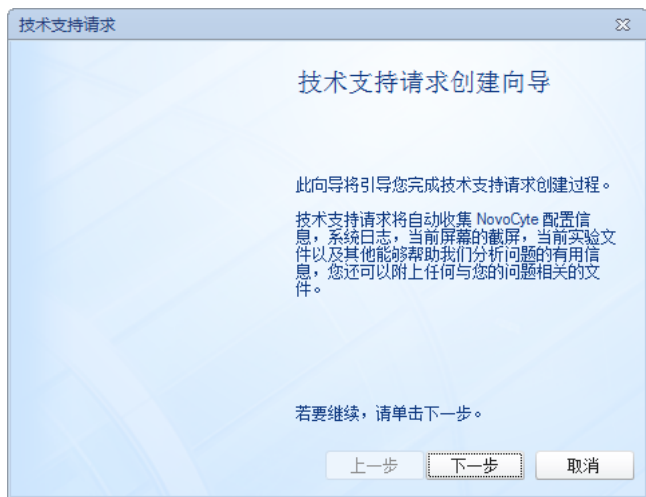 技术支持请求
技术支持请求创建向导
此向导将引导您完成技术支持请求创建过程。
技术支持请求将自动收集 NovoCyte 配置信
息，系统日志，当前屏幕的截屏，当前实验文
件以及其他能够帮助我们分析问题的有用信
息，您还可以附上任何与您的问题相关的文
件。
若要继续，请单击下一步。
上一步 下一步 取消